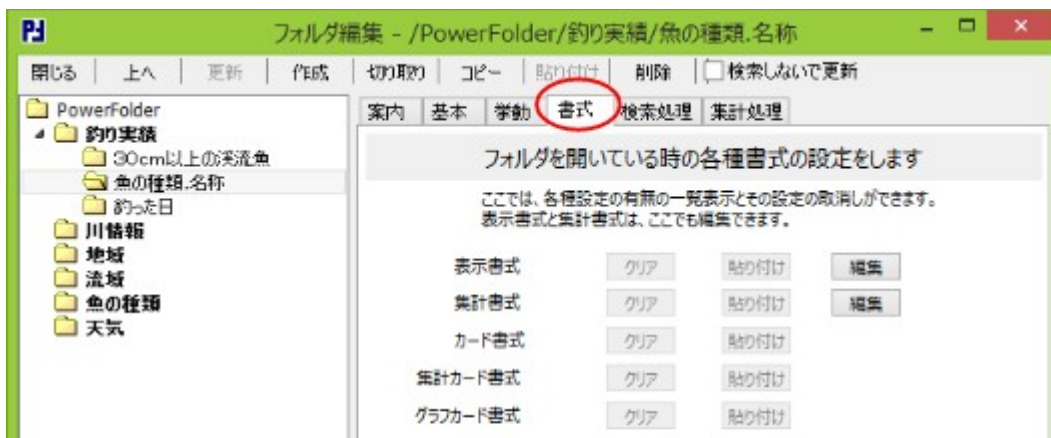 フォルダ編集 - /PowerFolder/釣り実績/魚の種類.名称
閉じる 上へ 更新 作成 切り取り コピー 貼り付け 削除 検索しないで更新
PowerFolder
釣り実績
30cm以上の渓流魚
魚の種類.名称
釣った日
川情報
地域
流域
魚の種類
天気
案内 基本 挙動 書式 検索処理 集計処理
フォルダを開いている時の各種書式の設定をします
ここでは、各種設定の有無の一覧表示とその設定の取消しができます。
表示書式と集計書式は、ここでも編集できます。
表示書式 クリア 貼り付け 編集
集計書式 クリア 貼り付け 編集
カード書式 クリア 貼り付け
集計カード書式 クリア 貼り付け
グラフカード書式 クリア 貼り付け